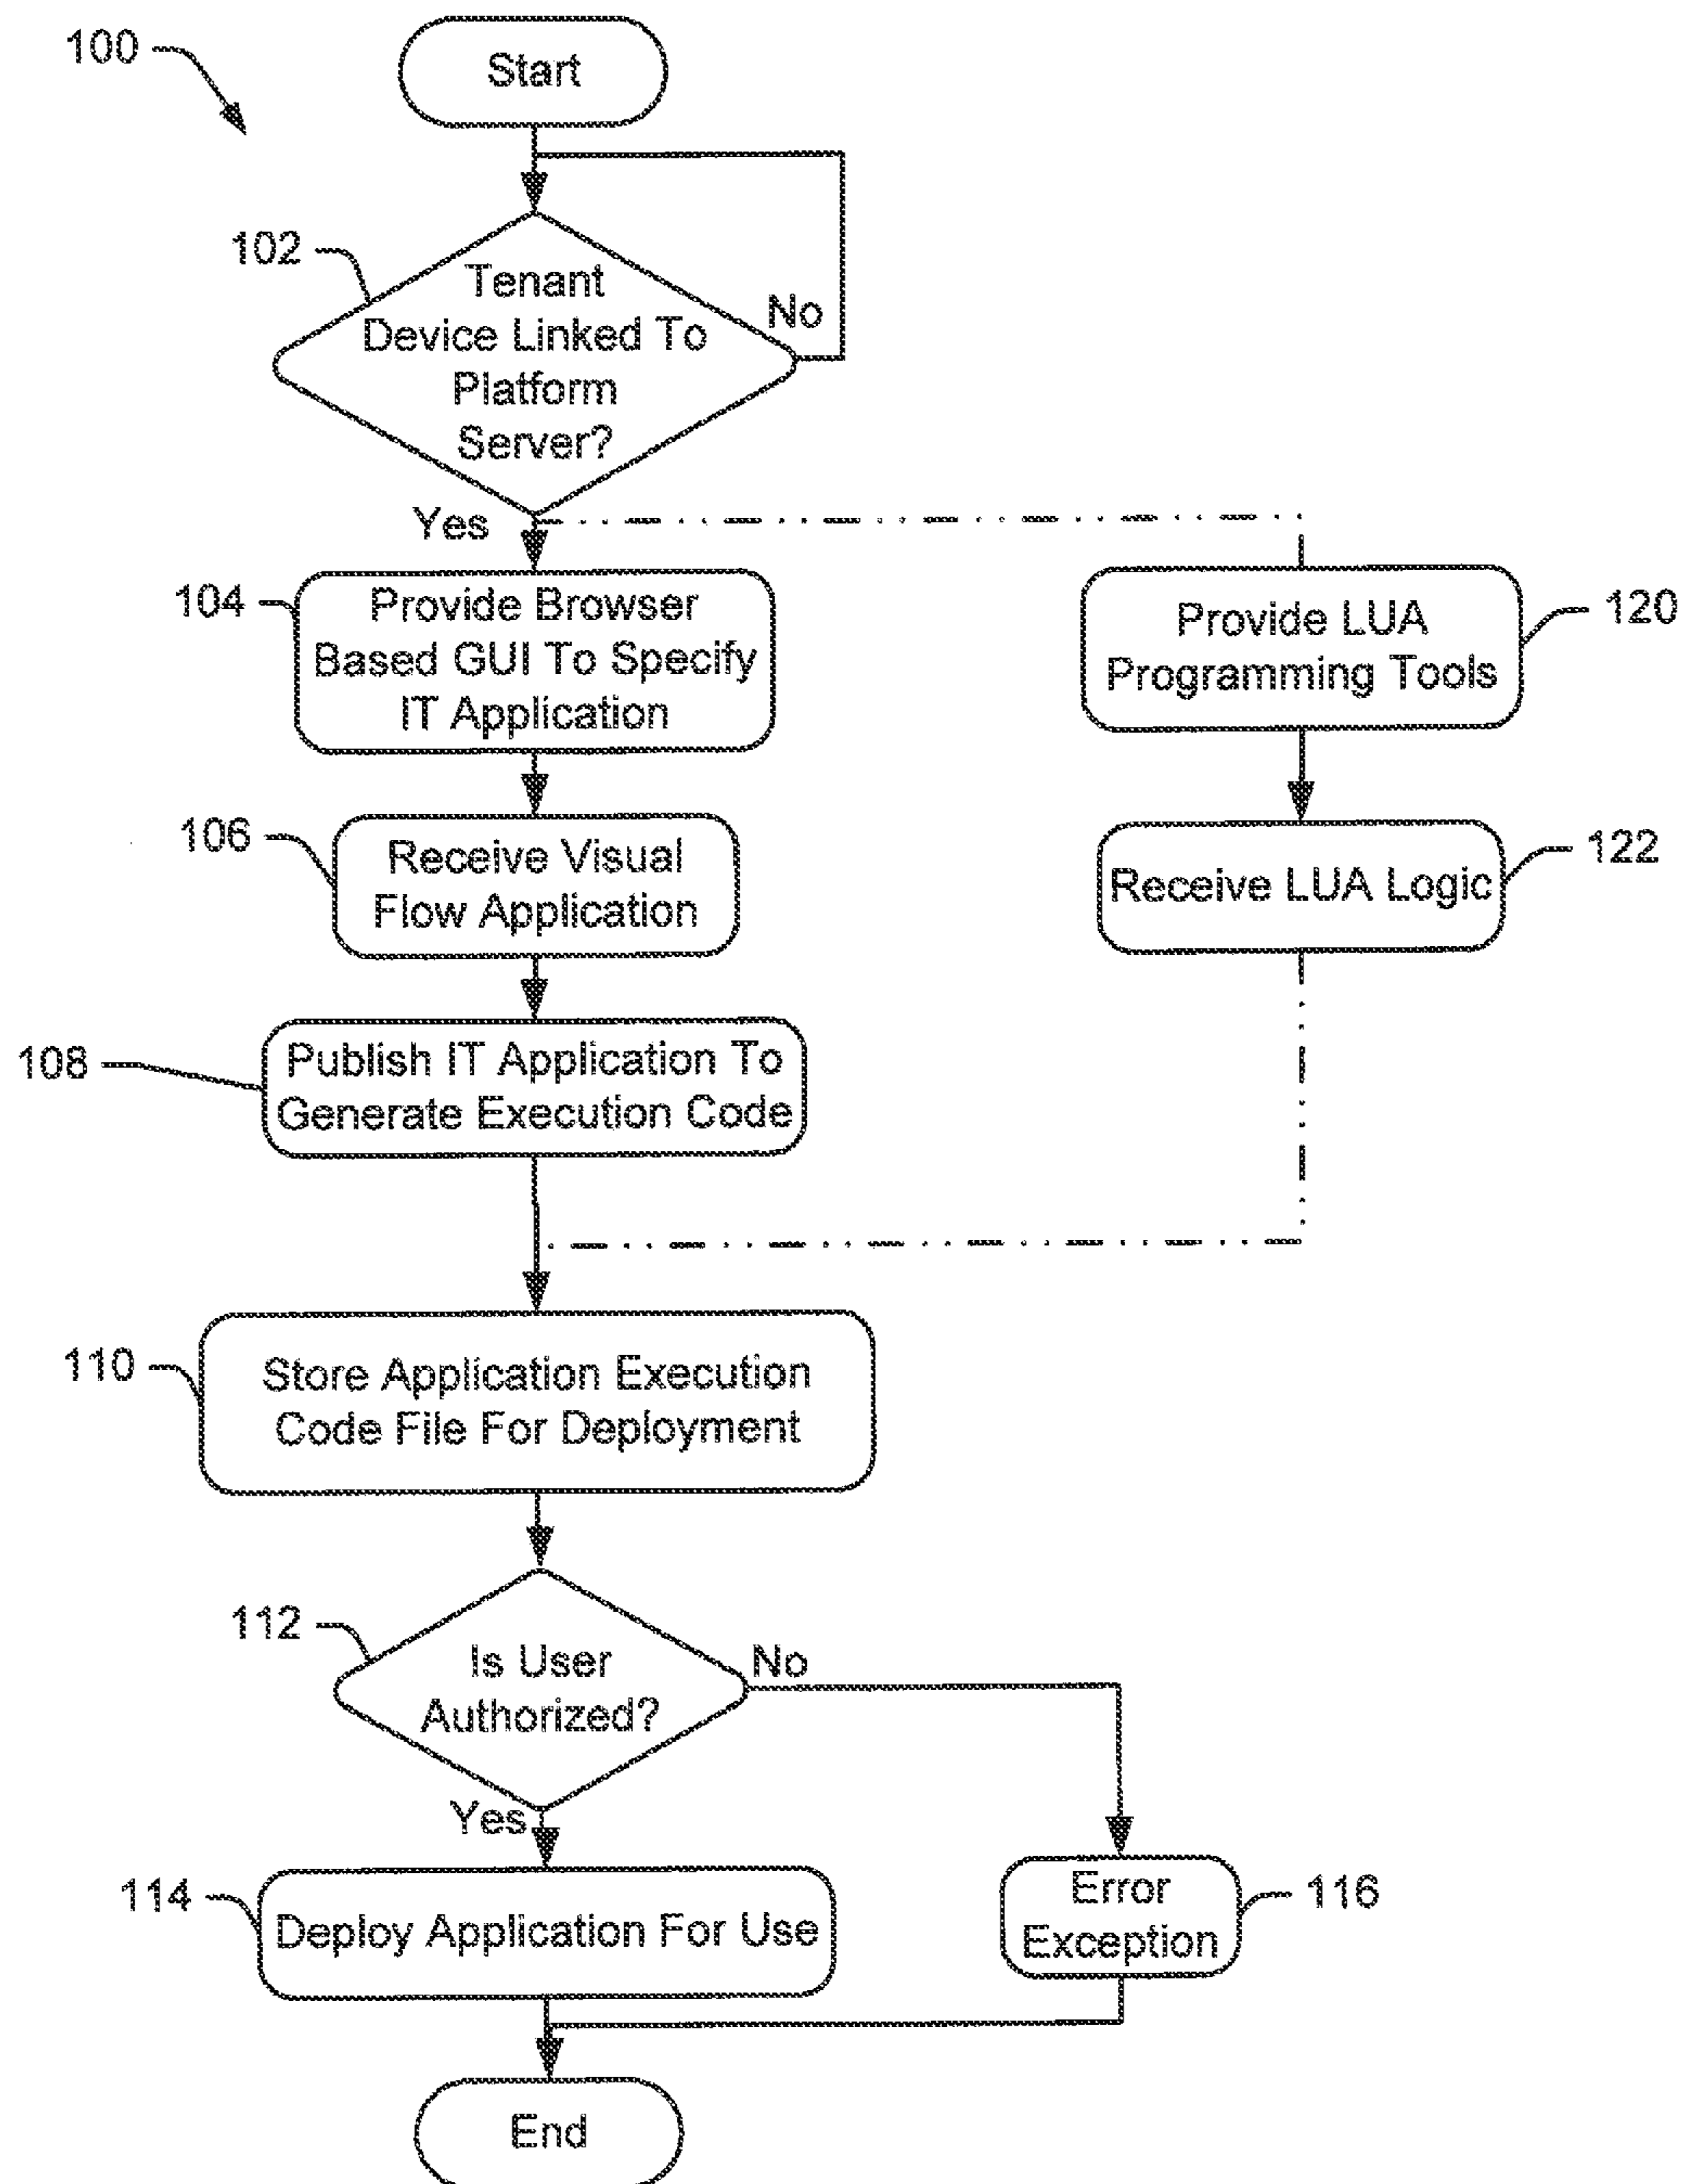 100
Start
102
Tenant
Device Linked To
Platform
Server?
No
Yes
104
Provide Browser
Based GUI To Specify
IT Application
Provide LUA
Programming Tools
120
106
Receive Visual
Flow Application
Receive LUA Logic
122
108
Publish IT Application To
Generate Execution Code
110
Store Application Execution
Code File For Deployment
112
Is User
Authorized?
No
Yes
114
Deploy Application For Use
Error
Exception
116
End